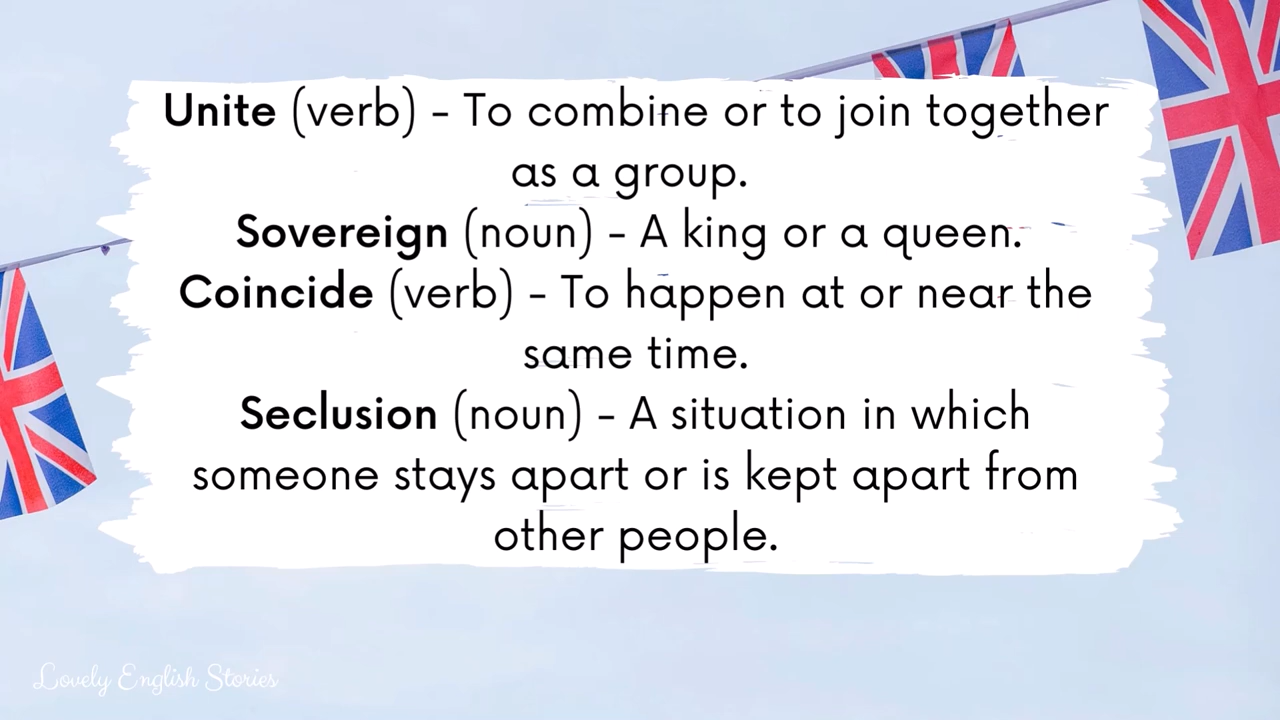 Unite (verb) – To combine or to join together
as a group.
Sovereign (noun) – A king or a queen.
Coincide (verb) – To happen at or near the
same time.
Seclusion (noun) – A situation in which
someone stays apart or is kept apart from
other people.
Lovely English Stories